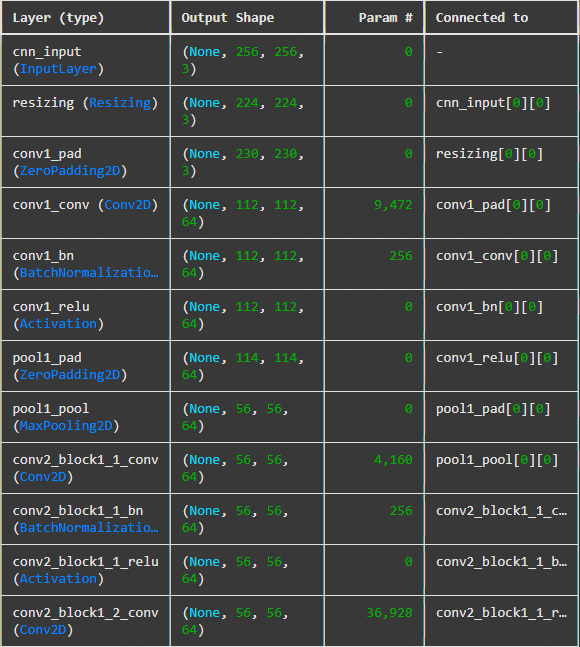 Layer (type) Output Shape Param # Connected to
cnn_input (None, 256, 256, 0 -
(InputLayer) 3)
resizing (Resizing) (None, 224, 224, 0 cnn_input[0][0]
3)
conv1_pad (None, 230, 230, 0 resizing[0][0]
(ZeroPadding2D) 3)
conv1_conv (Conv2D) (None, 112, 112, 9,472 conv1_pad[0][0]
64)
conv1_bn (None, 112, 112, 256 conv1_conv[0][0]
(BatchNormalizatio… 64)
conv1_relu (None, 112, 112, 0 conv1_bn[0][0]
(Activation) 64)
pool1_pad (None, 114, 114, 0 conv1_relu[0][0]
(ZeroPadding2D) 64)
pool1_pool (None, 56, 56, 0 pool1_pad[0][0]
(MaxPooling2D) 64)
conv2_block1_1_conv (None, 56, 56, 4,160 pool1_pool[0][0]
(Conv2D) 64)
conv2_block1_1_bn (None, 56, 56, 256 conv2_block1_1_c…
(BatchNormalizatio… 64)
conv2_block1_1_relu (None, 56, 56, 0 conv2_block1_1_b…
(Activation) 64)
conv2_block1_2_conv (None, 56, 56, 36,928 conv2_block1_1_r…
(Conv2D) 64)